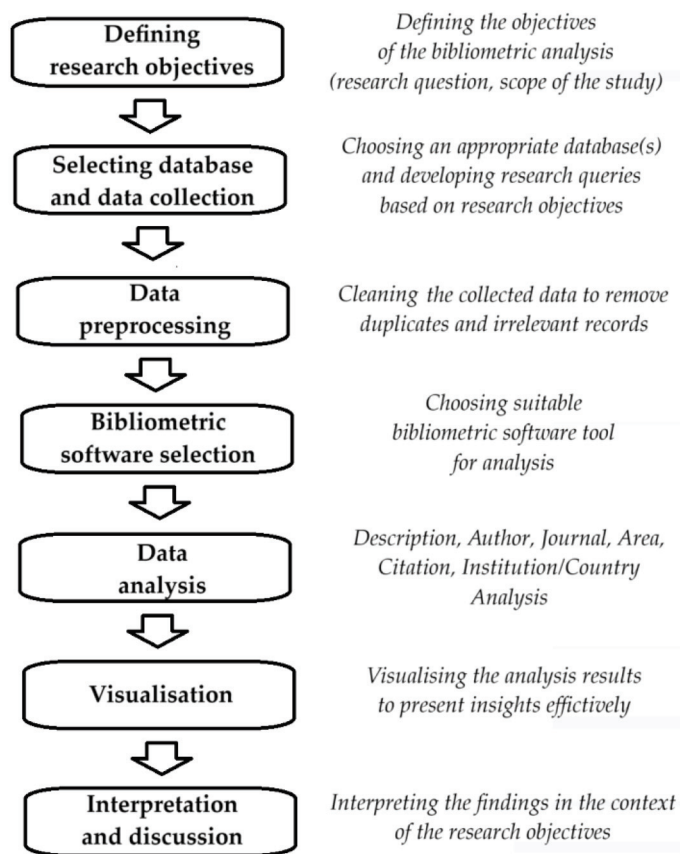 Defining
research objectives
Defining the objectives
of the bibliometric analysis
(research question, scope of the study)
Selecting database
and data collection
Choosing an appropriate database(s)
and developing research queries
based on research objectives
Data
preprocessing
Cleaning the collected data to remove
duplicates and irrelevant records
Bibliometric
software selection
Choosing suitable
bibliometric software tool
for analysis
Data
analysis
Description, Author, Journal, Area,
Citation, Institution/Country
Analysis
Visualisation
Visualising the analysis results
to present insights effictively
Interpretation
and discussion
Interpreting the findings in the context
of the research objectives